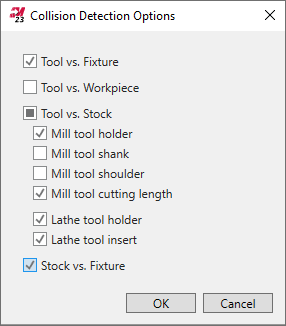 23 Collision Detection Options
Tool vs. Fixture
Tool vs. Workpiece
Tool vs. Stock
Mill tool holder
Mill tool shank
Mill tool shoulder
Mill tool cutting length
Lathe tool holder
Lathe tool insert
Stock vs. Fixture
OK Cancel